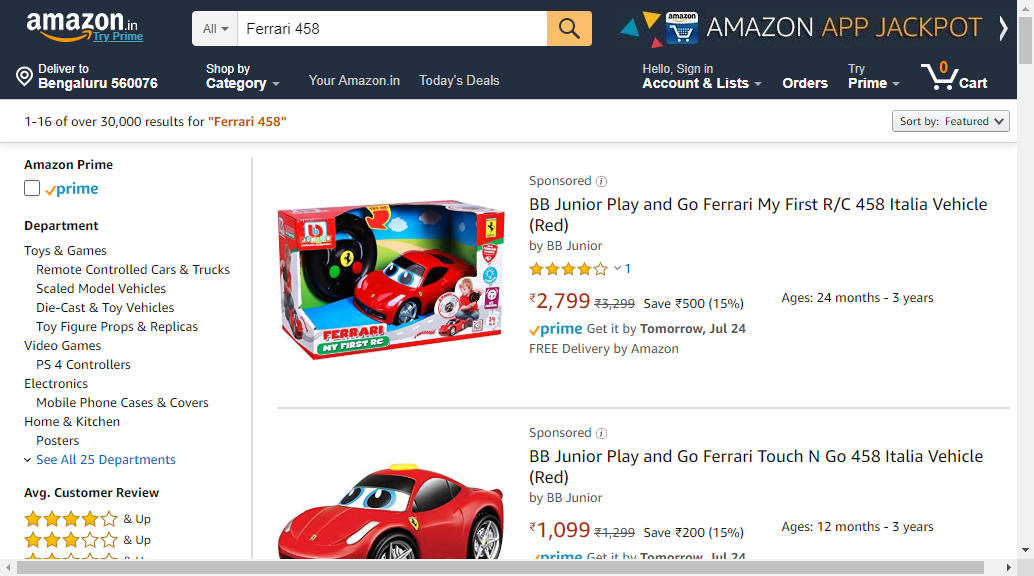 amazon.in
Try Prime
All
Ferrari 458
amazon
AMAZON APP JACKPOT
Deliver to
Bengaluru 560076
Shop by
Category
Your Amazon.in
Today's Deals
Hello, Sign in
Account & Lists
Orders
Try
Prime
0
Cart
1-16 of over 30,000 results for "Ferrari 458"
Sort by: Featured
Amazon Prime
prime
Department
Toys & Games
Remote Controlled Cars & Trucks
Scaled Model Vehicles
Die-Cast & Toy Vehicles
Toy Figure Props & Replicas
Video Games
PS 4 Controllers
Electronics
Mobile Phone Cases & Covers
Home & Kitchen
Posters
See All 25 Departments
Avg. Customer Review
& Up
& Up
TRY ME
JUNIOR
FERRARI
MY FIRST RC
Sponsored
BB Junior Play and Go Ferrari My First R/C 458 Italia Vehicle
(Red)
by BB Junior
1
₹2,799 ₹3,299 Save ₹500 (15%)
Ages: 24 months - 3 years
prime Get it by Tomorrow, Jul 24
FREE Delivery by Amazon
Sponsored
BB Junior Play and Go Ferrari Touch N Go 458 Italia Vehicle
(Red)
by BB Junior
₹1,099 ₹1,299 Save ₹200 (15%)
Ages: 12 months - 3 years
prime Get it by Tomorrow, Jul 24